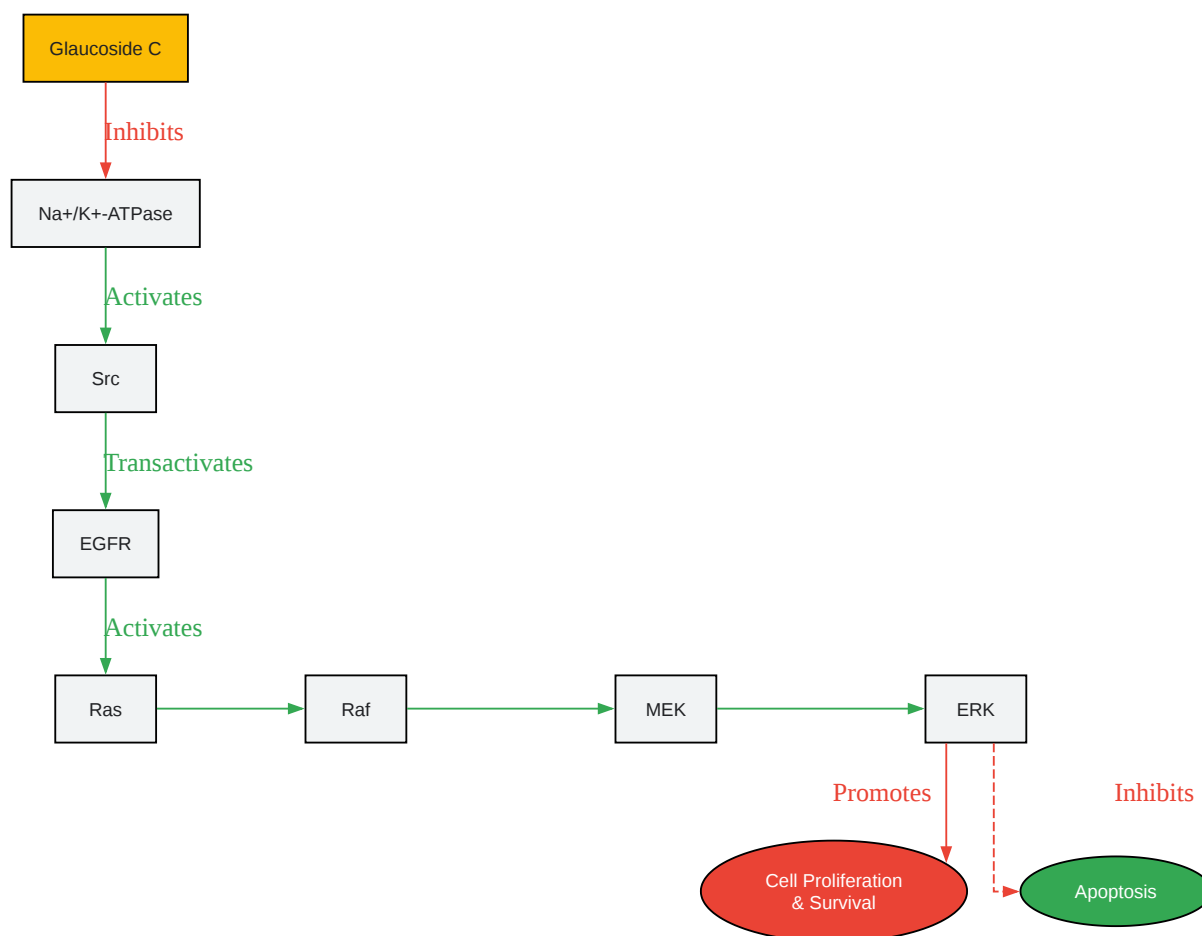 Glaucoside C
Inhibits
Na+/K+-ATPase
Activates
Src
Transactivates
EGFR
Activates
Ras
Raf
MEK
ERK
Promotes
Inhibits
Cell Proliferation
& Survival
Apoptosis